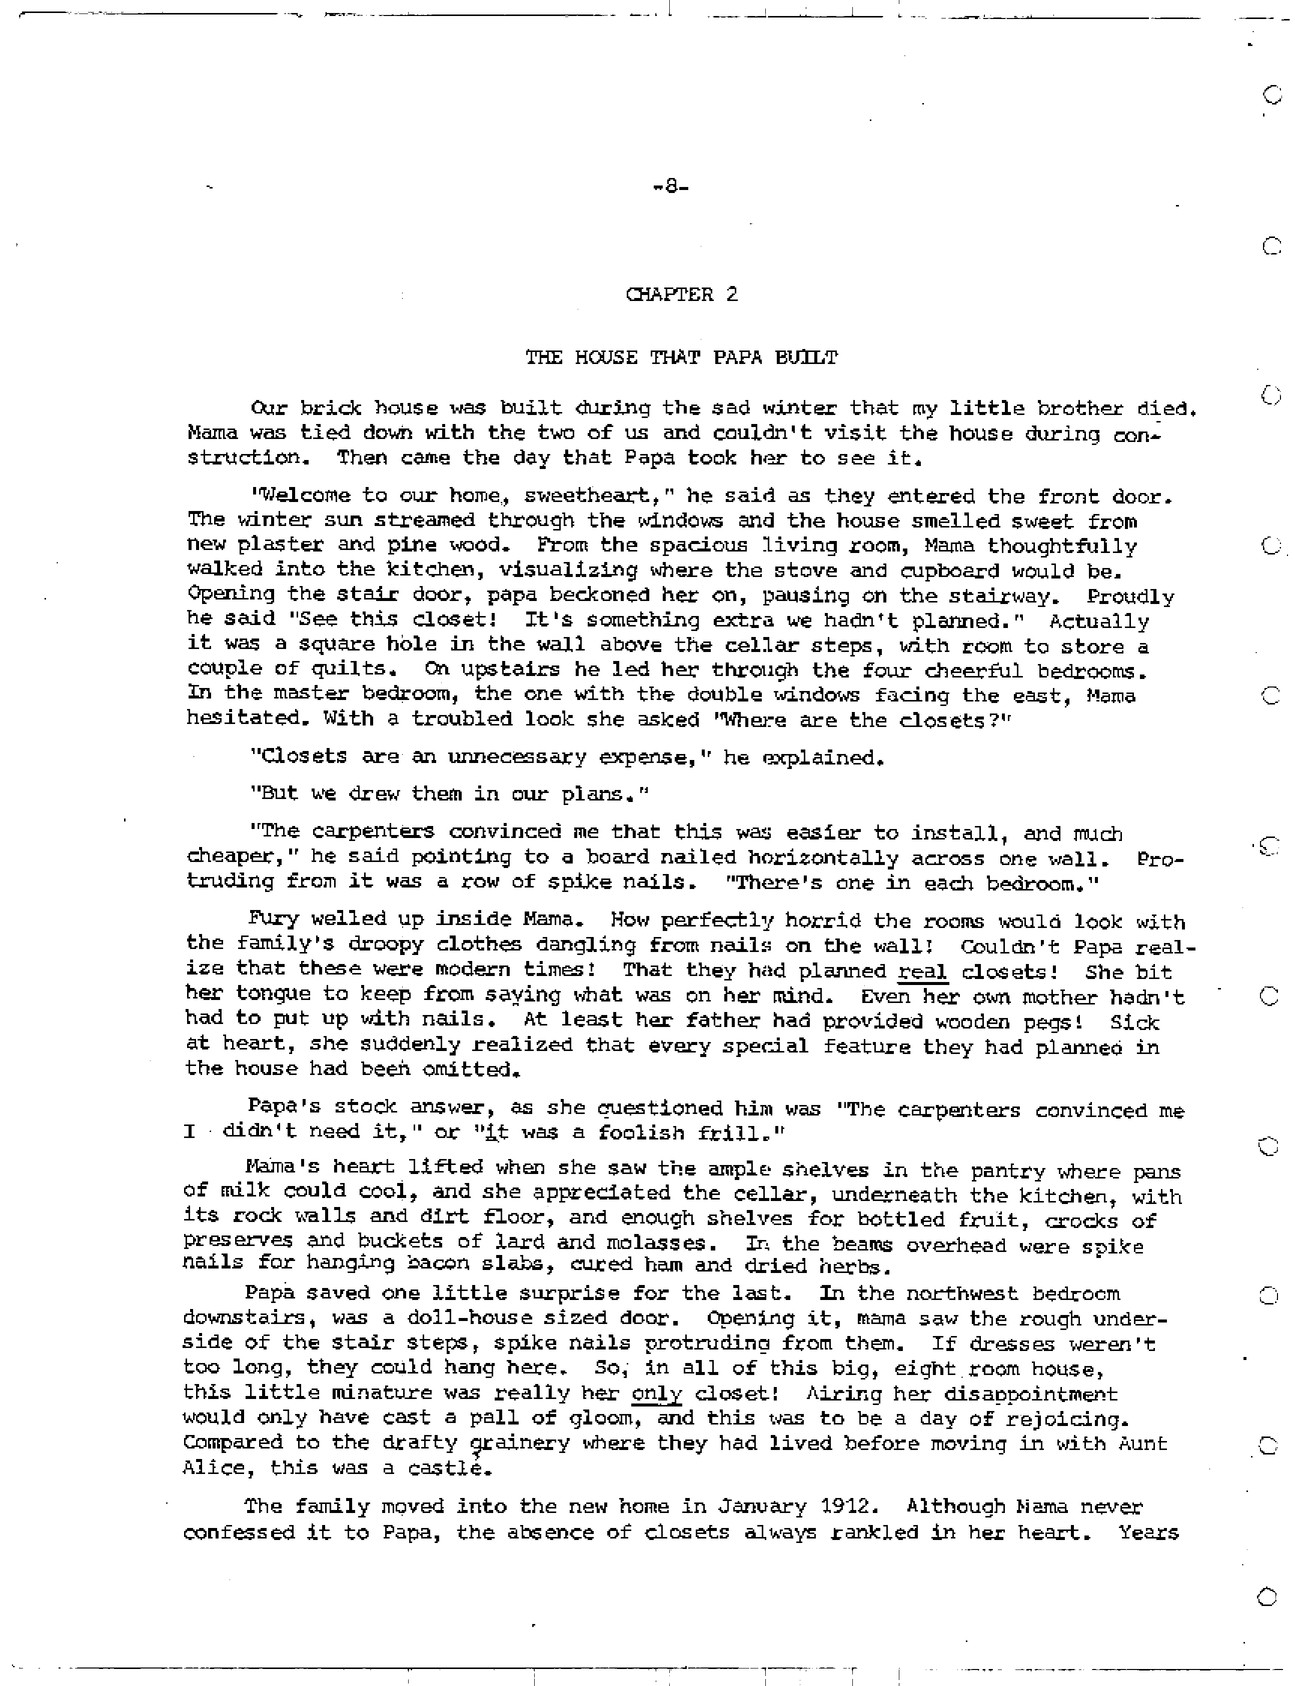 -8-
CHAPTER 2
THE HOUSE THAT PAPA BUILT
Our brick house was built during the sad winter that my little brother died.
Mama was tied down with the two of us and couldn't visit the house during con-
struction. Then came the day that Papa took her to see it.
"Welcome to our home, sweetheart," he said as they entered the front door.
The winter sun streamed through the windows and the house smelled sweet from
new plaster and pine wood. From the spacious living room, Mama thoughtfully
walked into the kitchen, visualizing where the stove and cupboard would be.
Opening the stair door, papa beckoned her on, pausing on the stairway. Proudly
he said "See this closet! It's something extra we hadn't planned." Actually
it was a square hole in the wall above the cellar steps, with room to store a
couple of quilts. On upstairs he led her through the four cheerful bedrooms.
In the master bedroom, the one with the double windows facing the east, Mama
hesitated. With a troubled look she asked "Where are the closets?"
"Closets are an unnecessary expense," he explained.
"But we drew them in our plans."
"The carpenters convinced me that this was easier to install, and much
cheaper," he said pointing to a board nailed horizontally across one wall. Pro-
truding from it was a row of spike nails. "There's one in each bedroom."
Fury welled up inside Mama. How perfectly horrid the rooms would look with
the family's droopy clothes dangling from nails on the wall! Couldn't Papa real-
ize that these were modern times! That they had planned real closets! She bit
her tongue to keep from saying what was on her mind. Even her own mother hadn't
had to put up with nails. At least her father had provided wooden pegs! Sick
at heart, she suddenly realized that every special feature they had planned in
the house had been omitted.
Papa's stock answer, as she questioned him was "The carpenters convinced me
I didn't need it," or "it was a foolish frill."
Mama's heart lifted when she saw the ample shelves in the pantry where pans
of milk could cool, and she appreciated the cellar, underneath the kitchen, with
its rock walls and dirt floor, and enough shelves for bottled fruit, crocks of
preserves and buckets of lard and molasses. In the beams overhead were spike
nails for hanging bacon slabs, cured ham and dried herbs.
Papa saved one little surprise for the last. In the northwest bedroom
downstairs, was a doll-house sized door. Opening it, mama saw the rough under-
side of the stair steps, spike nails protruding from them. If dresses weren't
too long, they could hang here. So, in all of this big, eight room house,
this little minature was really her only closet! Airing her disappointment
would only have cast a pall of gloom, and this was to be a day of rejoicing.
Compared to the drafty grainery where they had lived before moving in with Aunt
Alice, this was a castle.
The family moved into the new home in January 1912. Although Mama never
confessed it to Papa, the absence of closets always rankled in her heart. Years